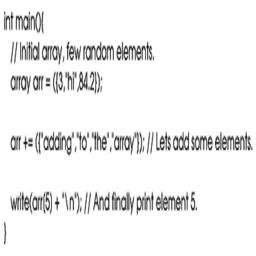 int main(){
// Initial array, few random elements.
array arr = ({3,"hi",84.2});
arr += ({"adding","to","the","array"}); // Lets add some elements.
write(arr(5) + "\n"); // And finally print element 5.
}